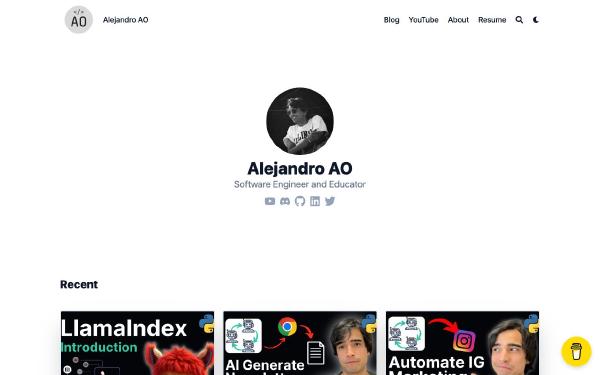 </>
AO
Alejandro AO
Blog YouTube About Resume
Alejandro AO
Software Engineer and Educator
Recent
LlamaIndex
Introduction
AI Generate
Automate IG